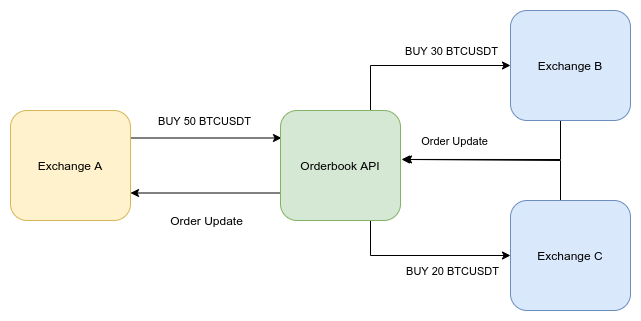 BUY 30 BTCUSDT
Exchange B
BUY 50 BTCUSDT
Order Update
Exchange A
Orderbook API
Order Update
Exchange C
BUY 20 BTCUSDT